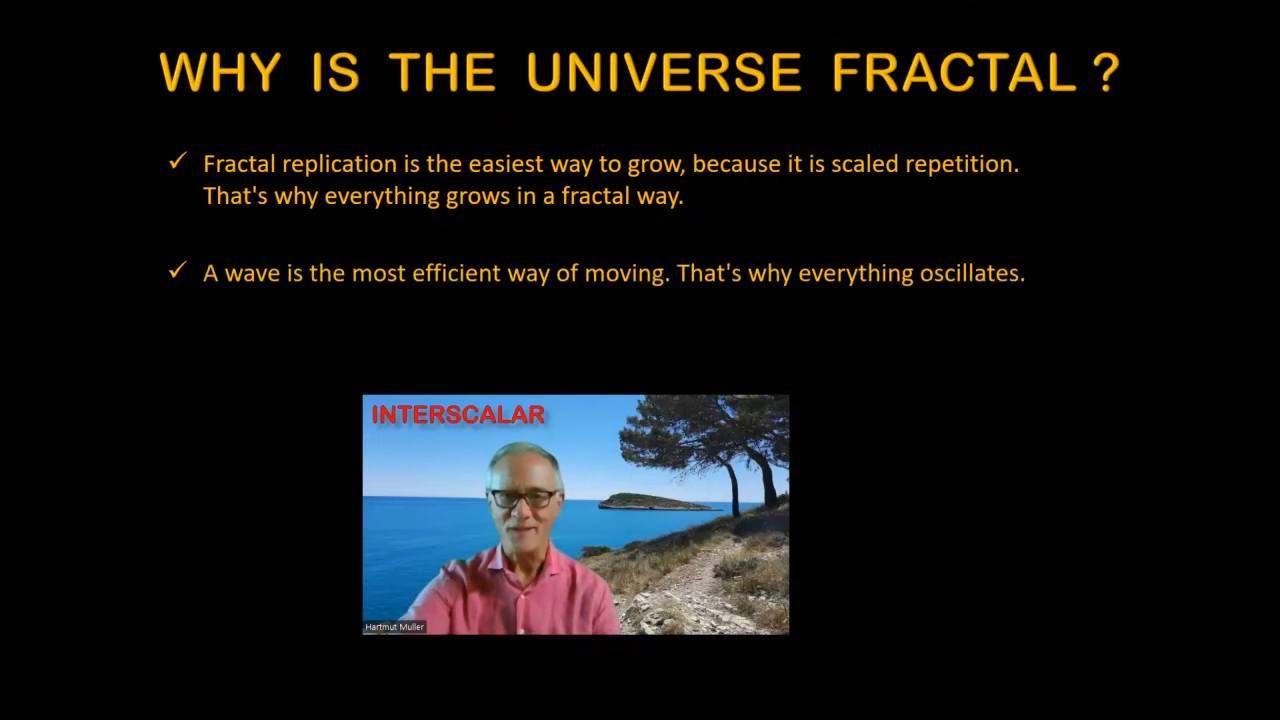 WHY IS THE UNIVERSE FRACTAL ?
✓ Fractal replication is the easiest way to grow, because it is scaled repetition.
That's why everything grows in a fractal way.
✓ A wave is the most efficient way of moving. That's why everything oscillates.
INTERSCALAR
Hartmut Muller